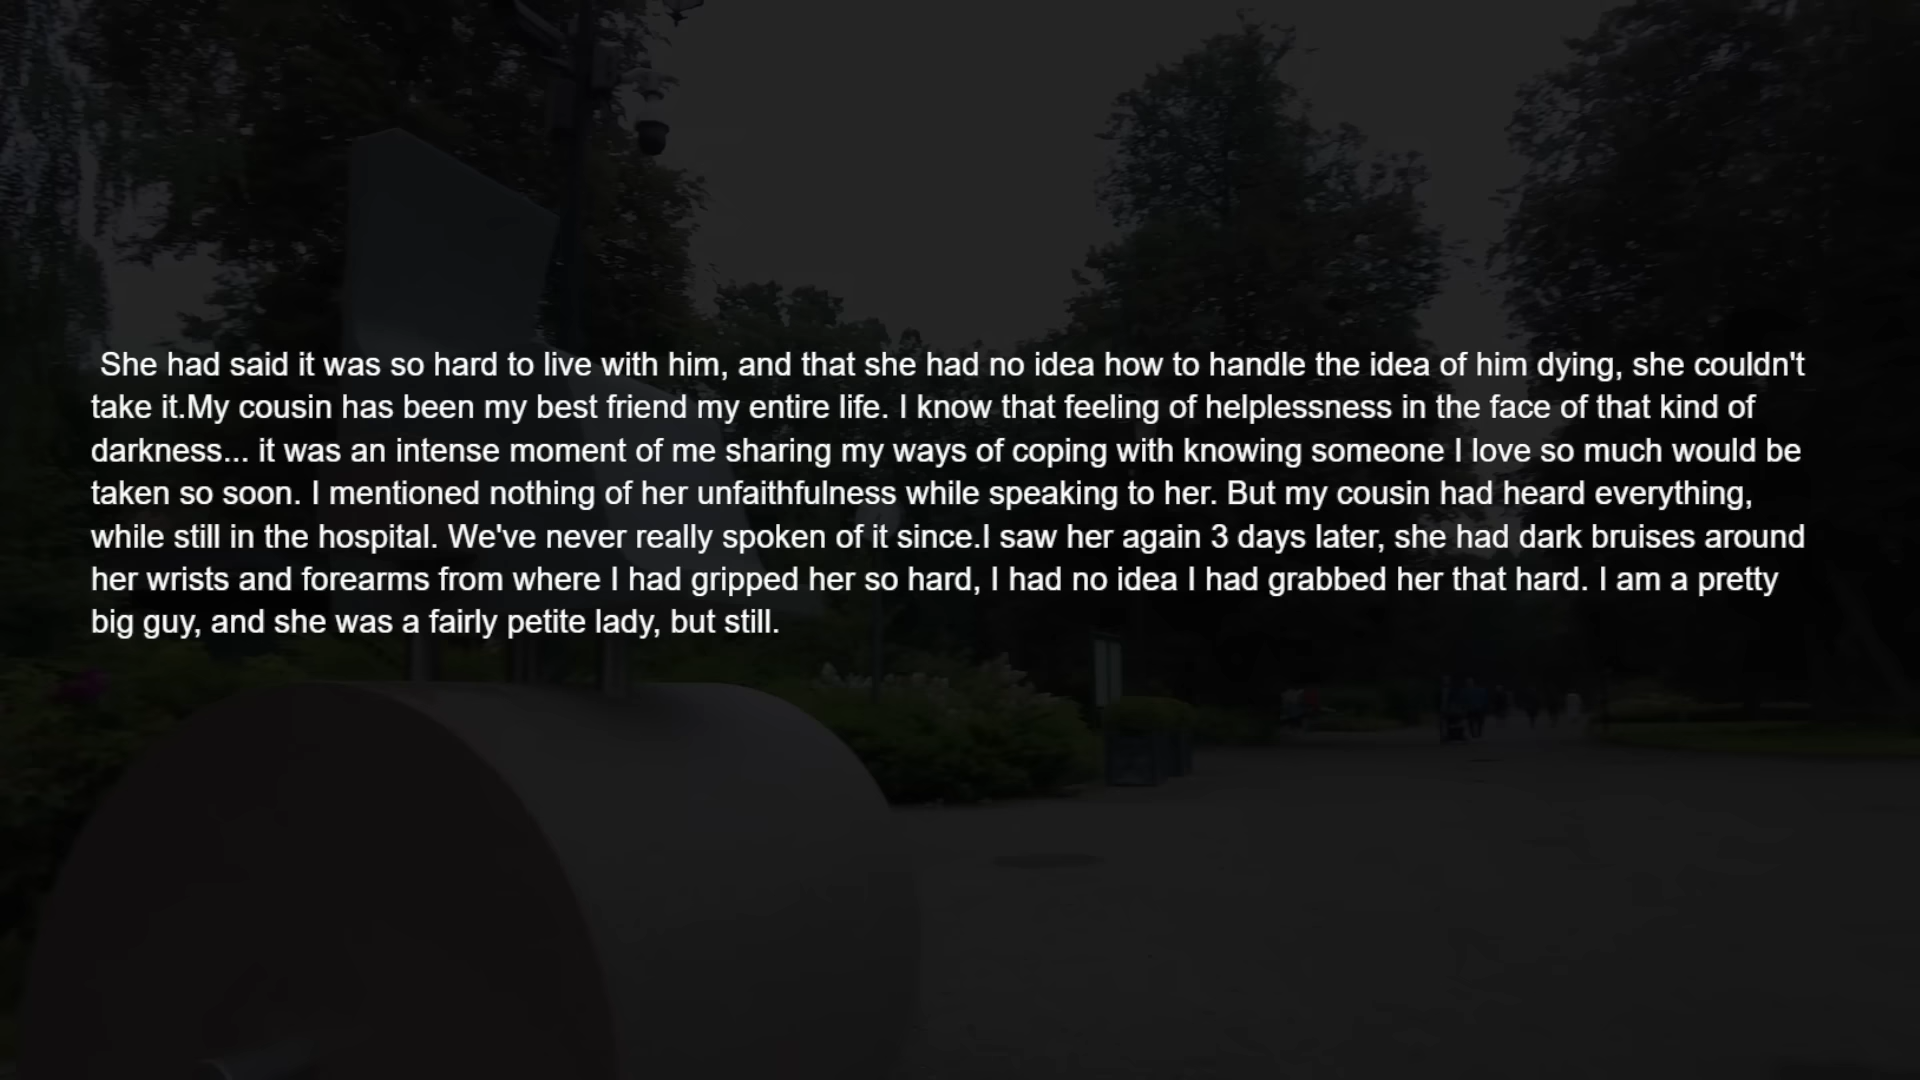 She had said it was so hard to live with him, and that she had no idea how to handle the idea of him dying, she couldn't
take it.My cousin has been my best friend my entire life. I know that feeling of helplessness in the face of that kind of
darkness... it was an intense moment of me sharing my ways of coping with knowing someone I love so much would be
taken so soon. I mentioned nothing of her unfaithfulness while speaking to her. But my cousin had heard everything,
while still in the hospital. We've never really spoken of it since.I saw her again 3 days later, she had dark bruises around
her wrists and forearms from where I had gripped her so hard, I had no idea I had grabbed her that hard. I am a pretty
big guy, and she was a fairly petite lady, but still.